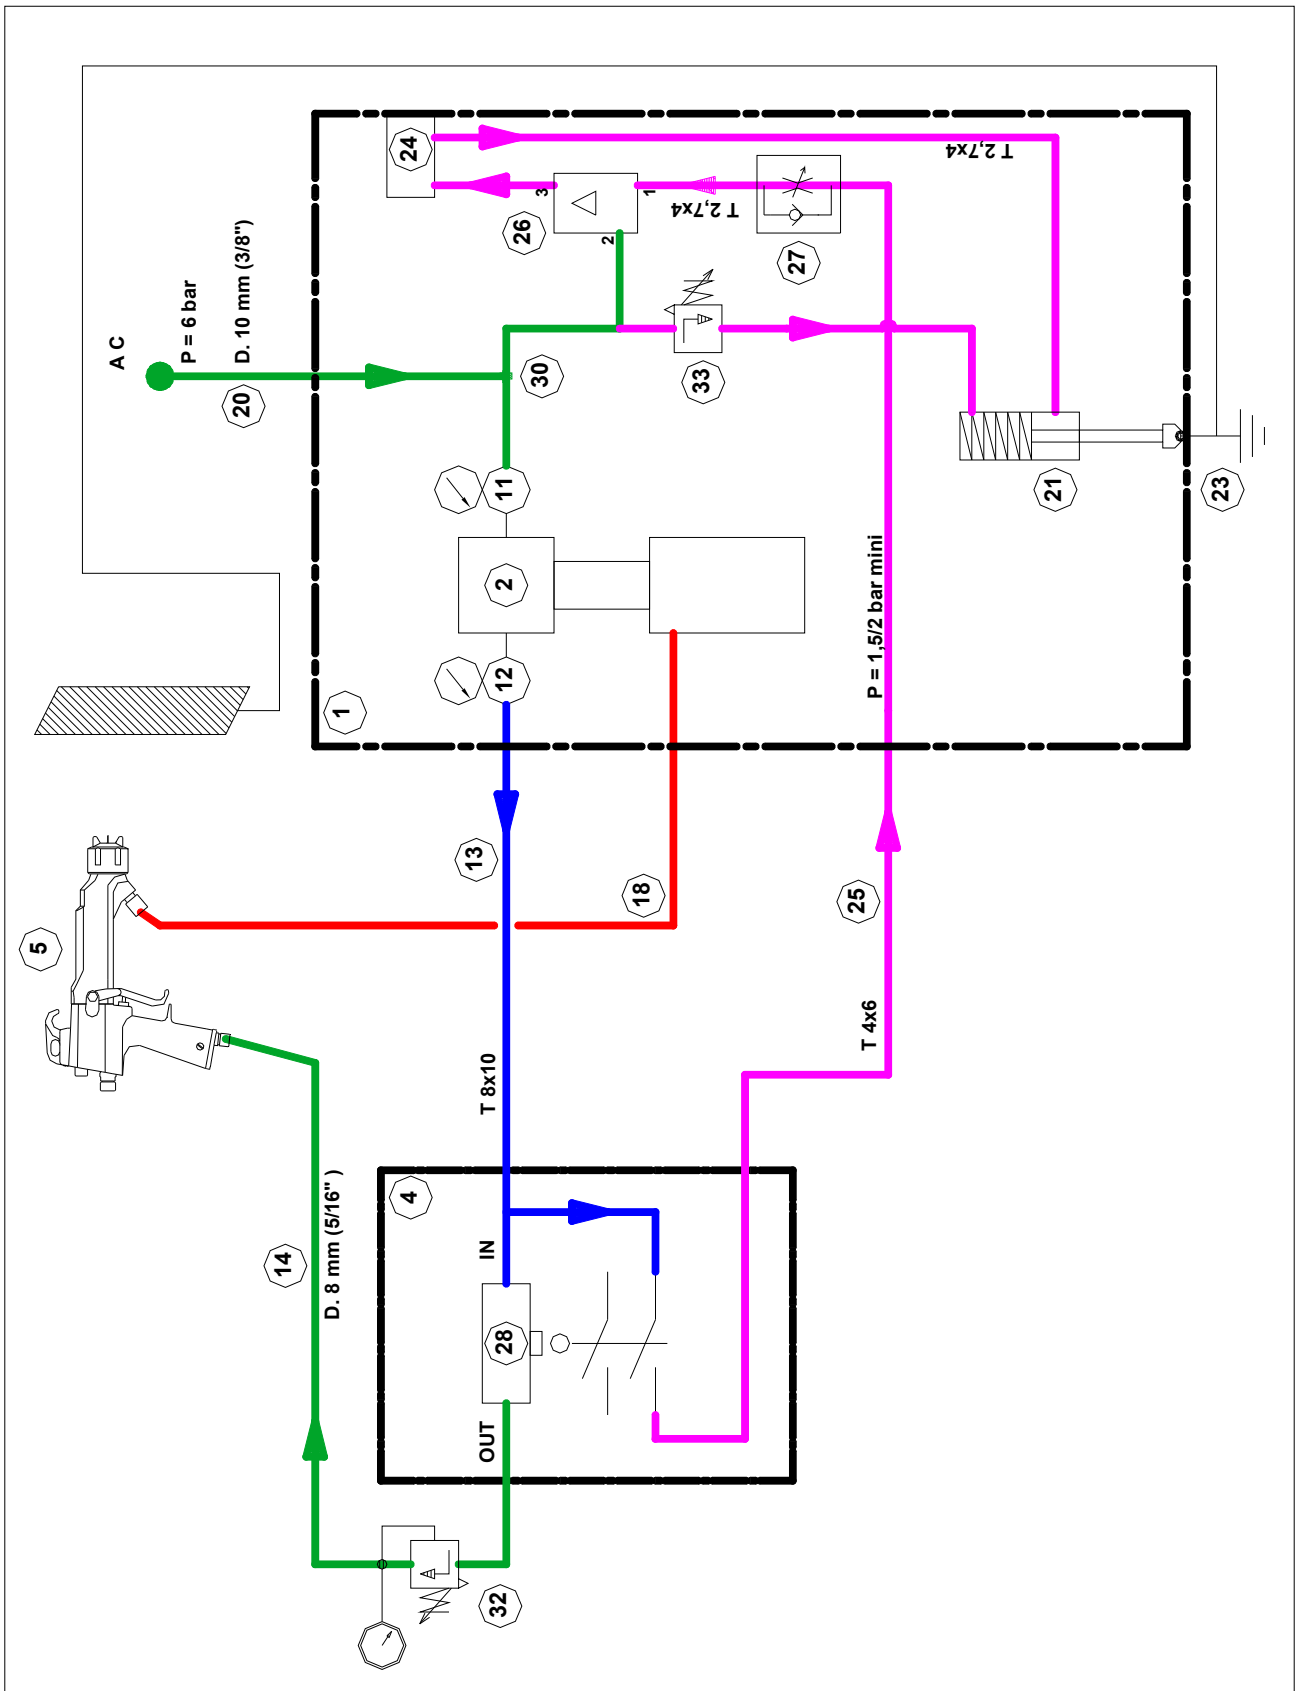 A C
P = 6 bar
D. 10 mm (3/8")
20
24
3
26
2
1
T 2,7x4
T 2,7x4
27
30
33
11
2
12
1
21
23
P = 1,5/2 bar mini
5
13
18
25
T 8x10
T 4x6
14
D. 8 mm (5/16" )
4
IN
28
OUT
32